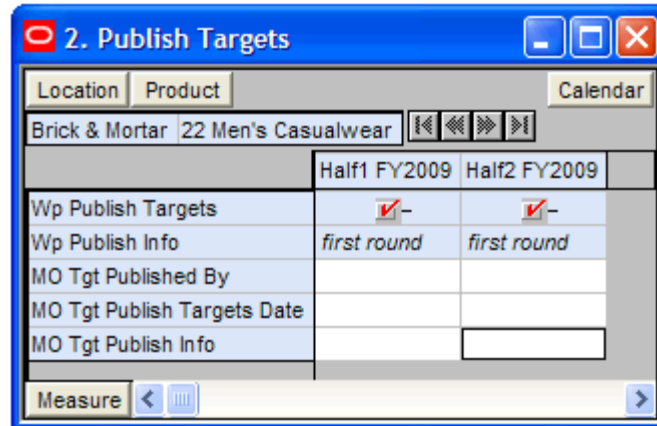 2. Publish Targets
Location Product Calendar
Brick & Mortar 22 Men's Casualwear
Half1 FY2009 Half2 FY2009
Wp Publish Targets
Wp Publish Info first round first round
MO Tgt Published By
MO Tgt Publish Targets Date
MO Tgt Publish Info
Measure